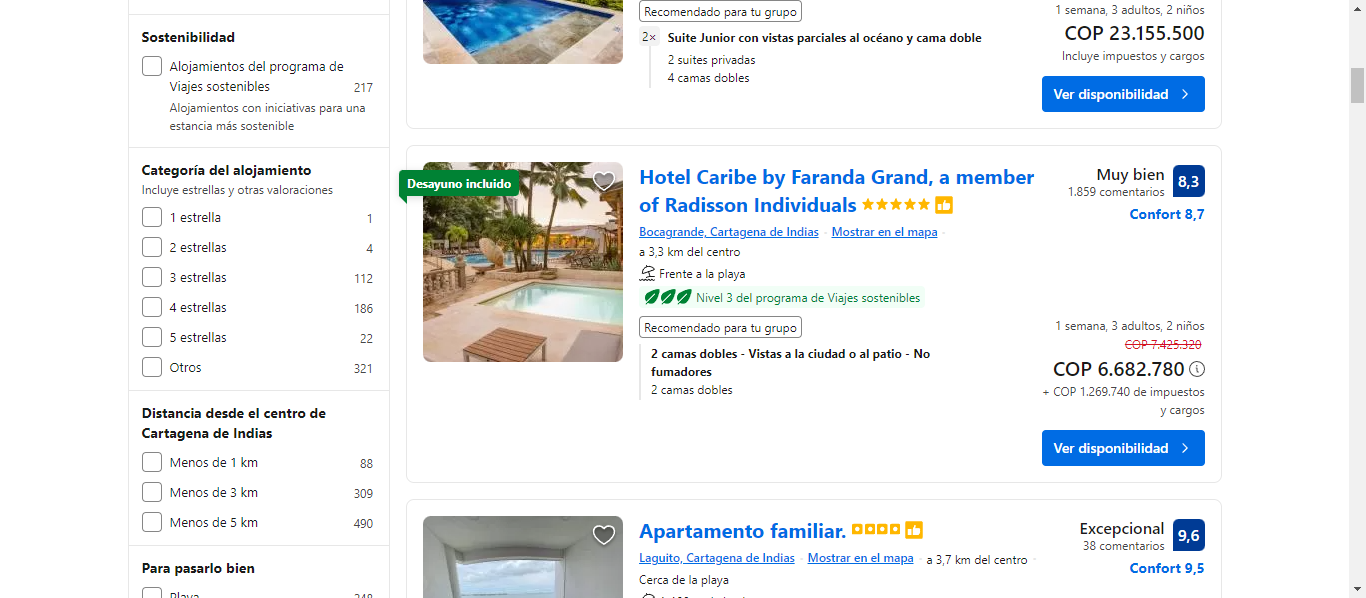 Sostenibilidad
Alojamientos del programa de
Viajes sostenibles 217
Alojamientos con iniciativas para una
estancia más sostenible
Categoría del alojamiento
Incluye estrellas y otras valoraciones
1 estrella 1
2 estrellas 4
3 estrellas 112
4 estrellas 186
5 estrellas 22
Otros 321
Distancia desde el centro de
Cartagena de Indias
Menos de 1 km 88
Menos de 3 km 309
Menos de 5 km 490
Para pasarlo bien
Playa 348
Recomendado para tu grupo
2× Suite Junior con vistas parciales al océano y cama doble
2 suites privadas
4 camas dobles
1 semana, 3 adultos, 2 niños
COP 23.155.500
Incluye impuestos y cargos
Ver disponibilidad
Desayuno incluido
Hotel Caribe by Faranda Grand, a member
of Radisson Individuals
Bocagrande, Cartagena de Indias · Mostrar en el mapa ·
a 3,3 km del centro
Frente a la playa
Nivel 3 del programa de Viajes sostenibles
Recomendado para tu grupo
2 camas dobles - Vistas a la ciudad o al patio - No
fumadores
2 camas dobles
Muy bien 8,3
1.859 comentarios
Confort 8,7
1 semana, 3 adultos, 2 niños
COP 7.425.320
COP 6.682.780
+ COP 1.269.740 de impuestos
y cargos
Ver disponibilidad
Apartamento familiar.
Laguito, Cartagena de Indias · Mostrar en el mapa · a 3,7 km del centro ·
Cerca de la playa
Excepcional 9,6
38 comentarios
Confort 9,5